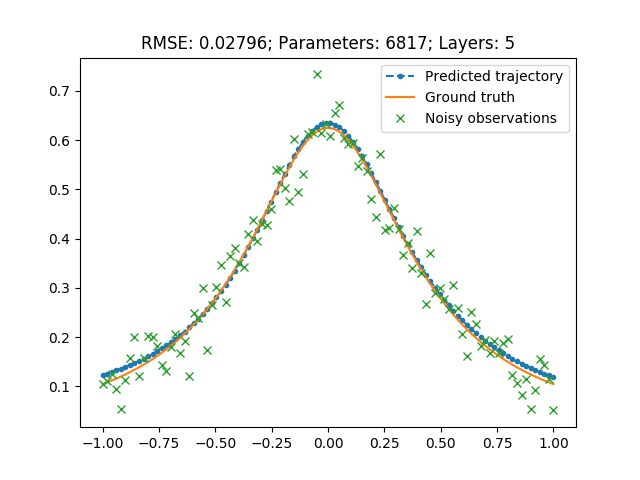 RMSE: 0.02796; Parameters: 6817; Layers: 5
Predicted trajectory
Ground truth
Noisy observations
0.7
0.6
0.5
0.4
0.3
0.2
0.1
−1.00 −0.75 −0.50 −0.25 0.00 0.25 0.50 0.75 1.00